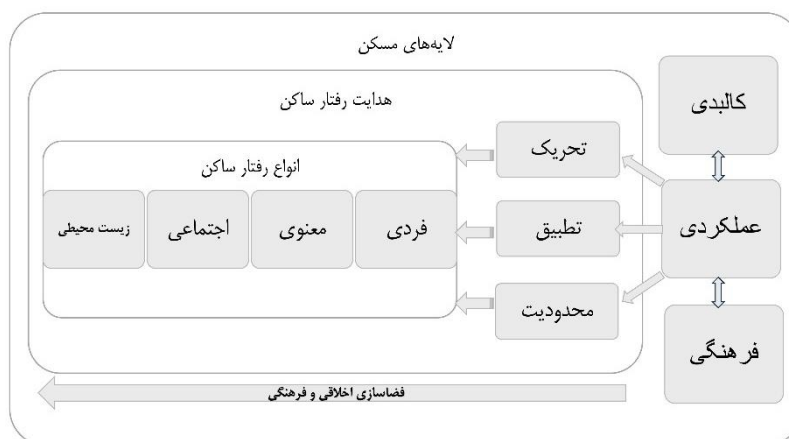 لایه‌های مسکن
کالبدی
عملکردی
فرهنگی
هدایت رفتار ساکن
تحریک
تطبیق
محدودیت
انواع رفتار ساکن
فردی
معنوی
اجتماعی
زیست محیطی
فضاسازی اخلاقی و فرهنگی